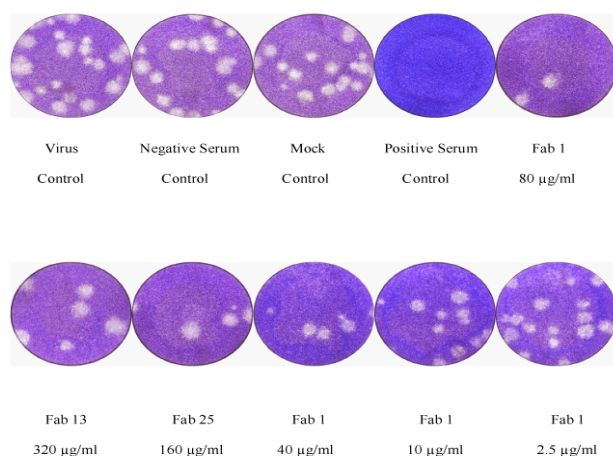 Virus Negative Serum Mock Positive Serum Fab 1
Control Control Control Control 80 µg/ml
Fab 13 Fab 25 Fab 1 Fab 1 Fab 1
320 µg/ml 160 µg/ml 40 µg/ml 10 µg/ml 2.5 µg/ml